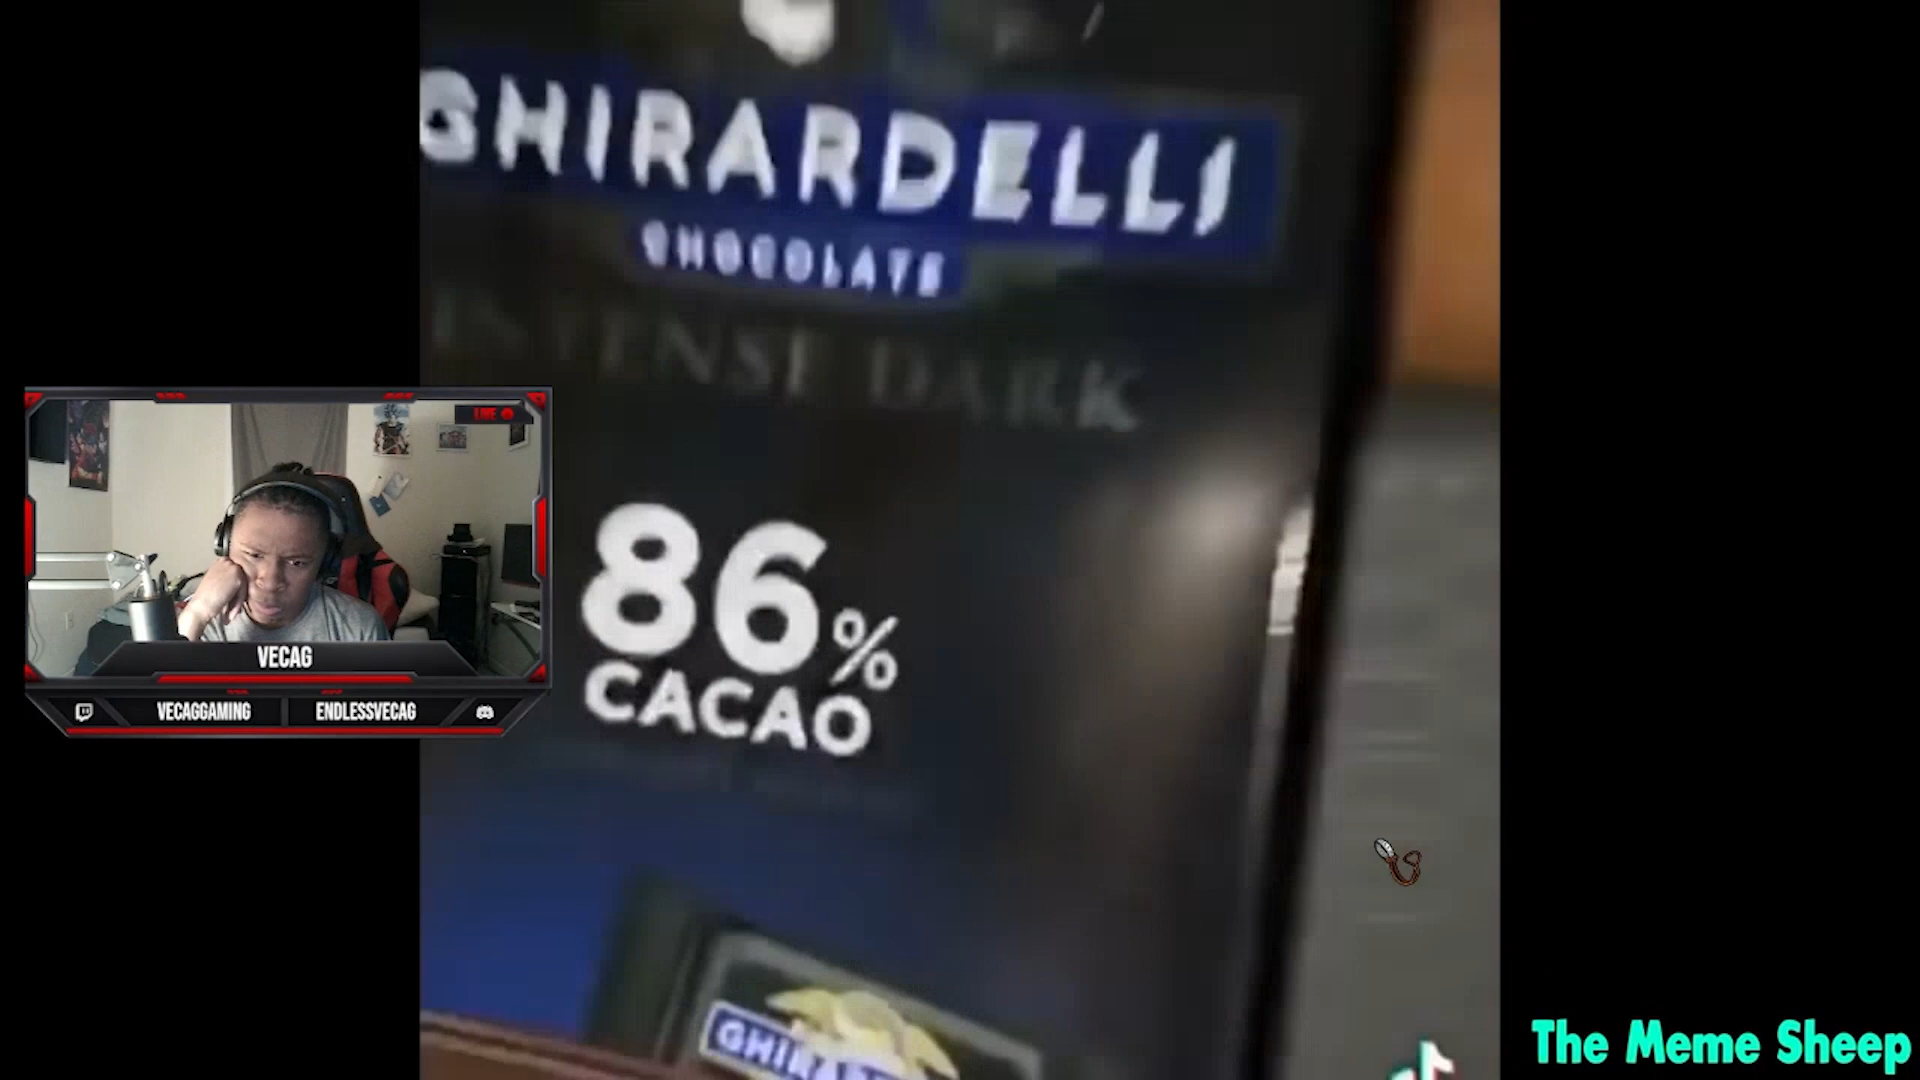 GHIRARDELLI
CHOCOLATE
INTENSE DARK
86%
CACAO
LIVE
VECAG
VECAGGAMING
ENDLESSVECAG
The Meme Sheep